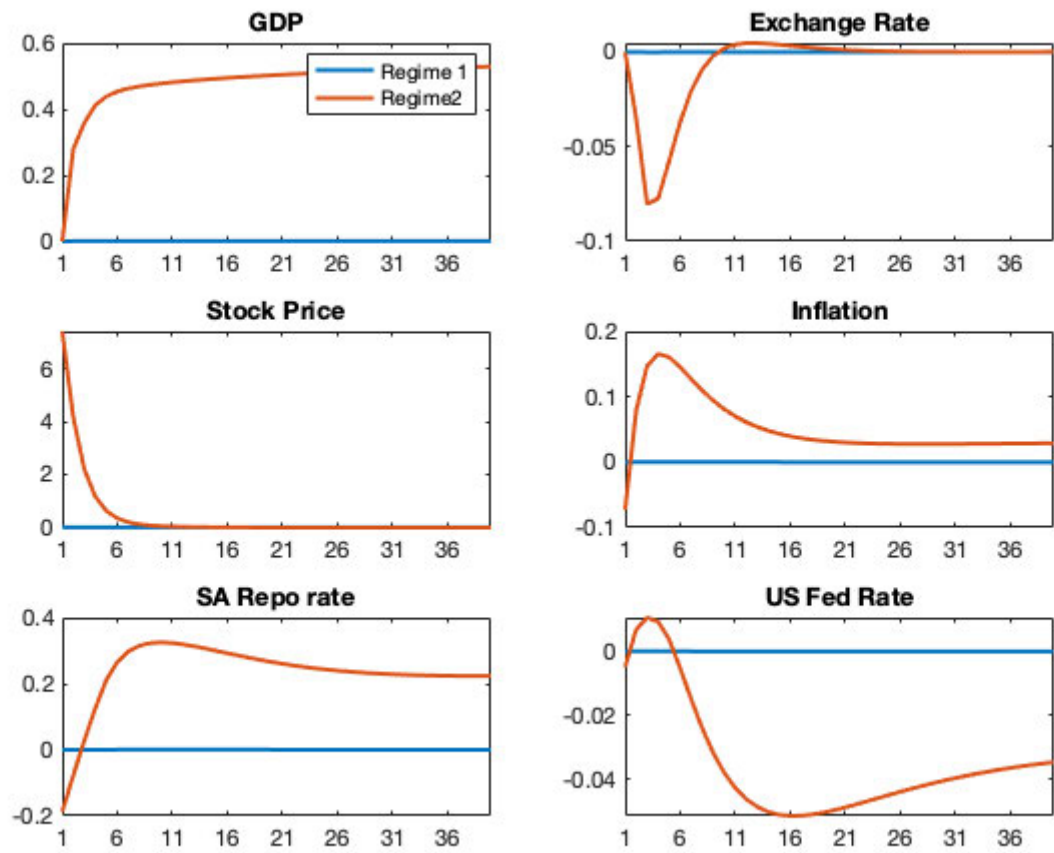 GDP
0.6
0.4
0.2
0
1 6 11 16 21 26 31 36
Regime 1
Regime2
Exchange Rate
0
-0.05
-0.1
1 6 11 16 21 26 31 36
Stock Price
6
4
2
0
1 6 11 16 21 26 31 36
Inflation
0.2
0.1
0
-0.1
1 6 11 16 21 26 31 36
SA Repo rate
0.4
0.2
0
-0.2
1 6 11 16 21 26 31 36
US Fed Rate
0
-0.02
-0.04
1 6 11 16 21 26 31 36